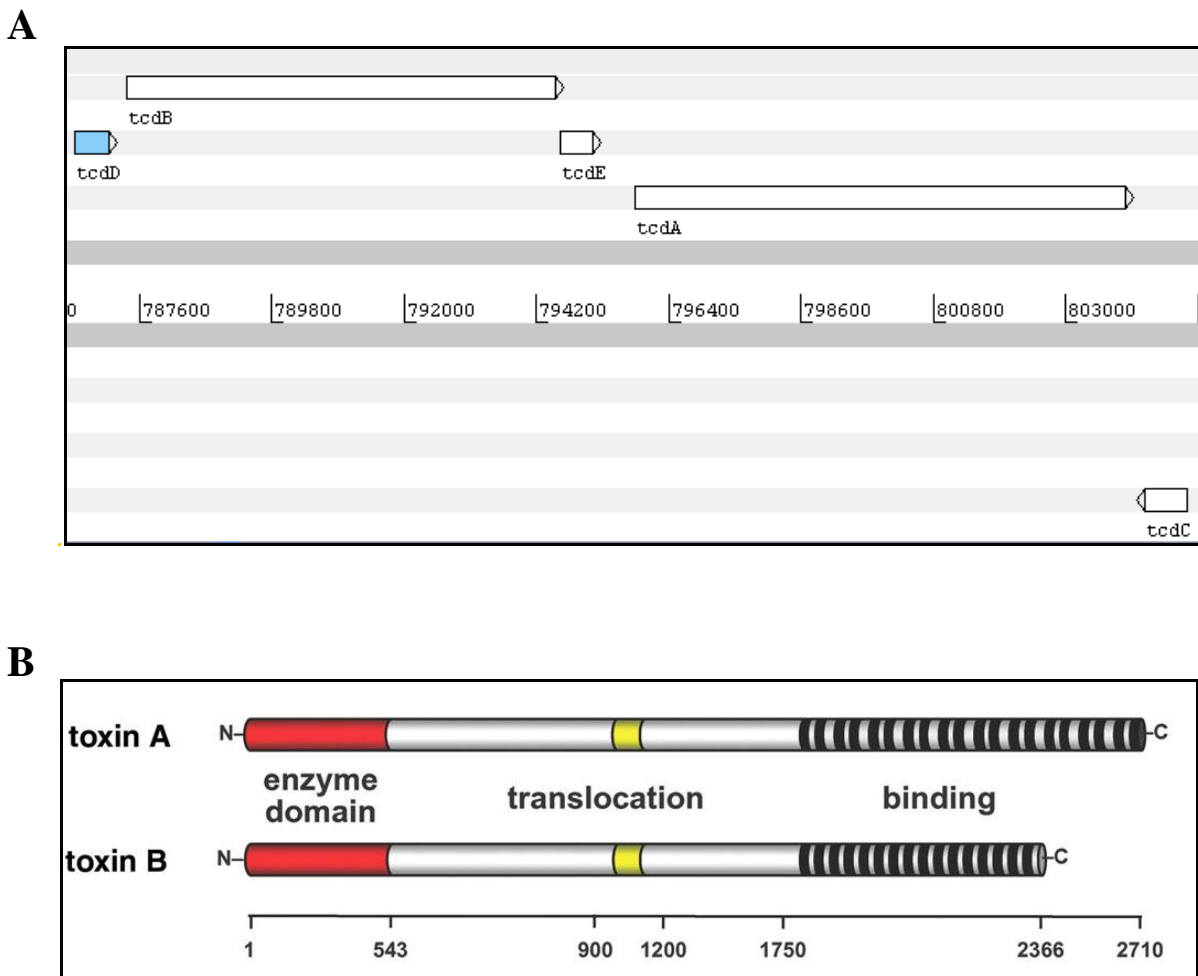 A
tcdB
tcdD tcdE
tcdA
0 787600 789800 792000 794200 796400 798600 800800 803000
tcdC
B
toxin A N C
enzyme
domain translocation binding
toxin B N C
1 543 900 1200 1750 2366 2710